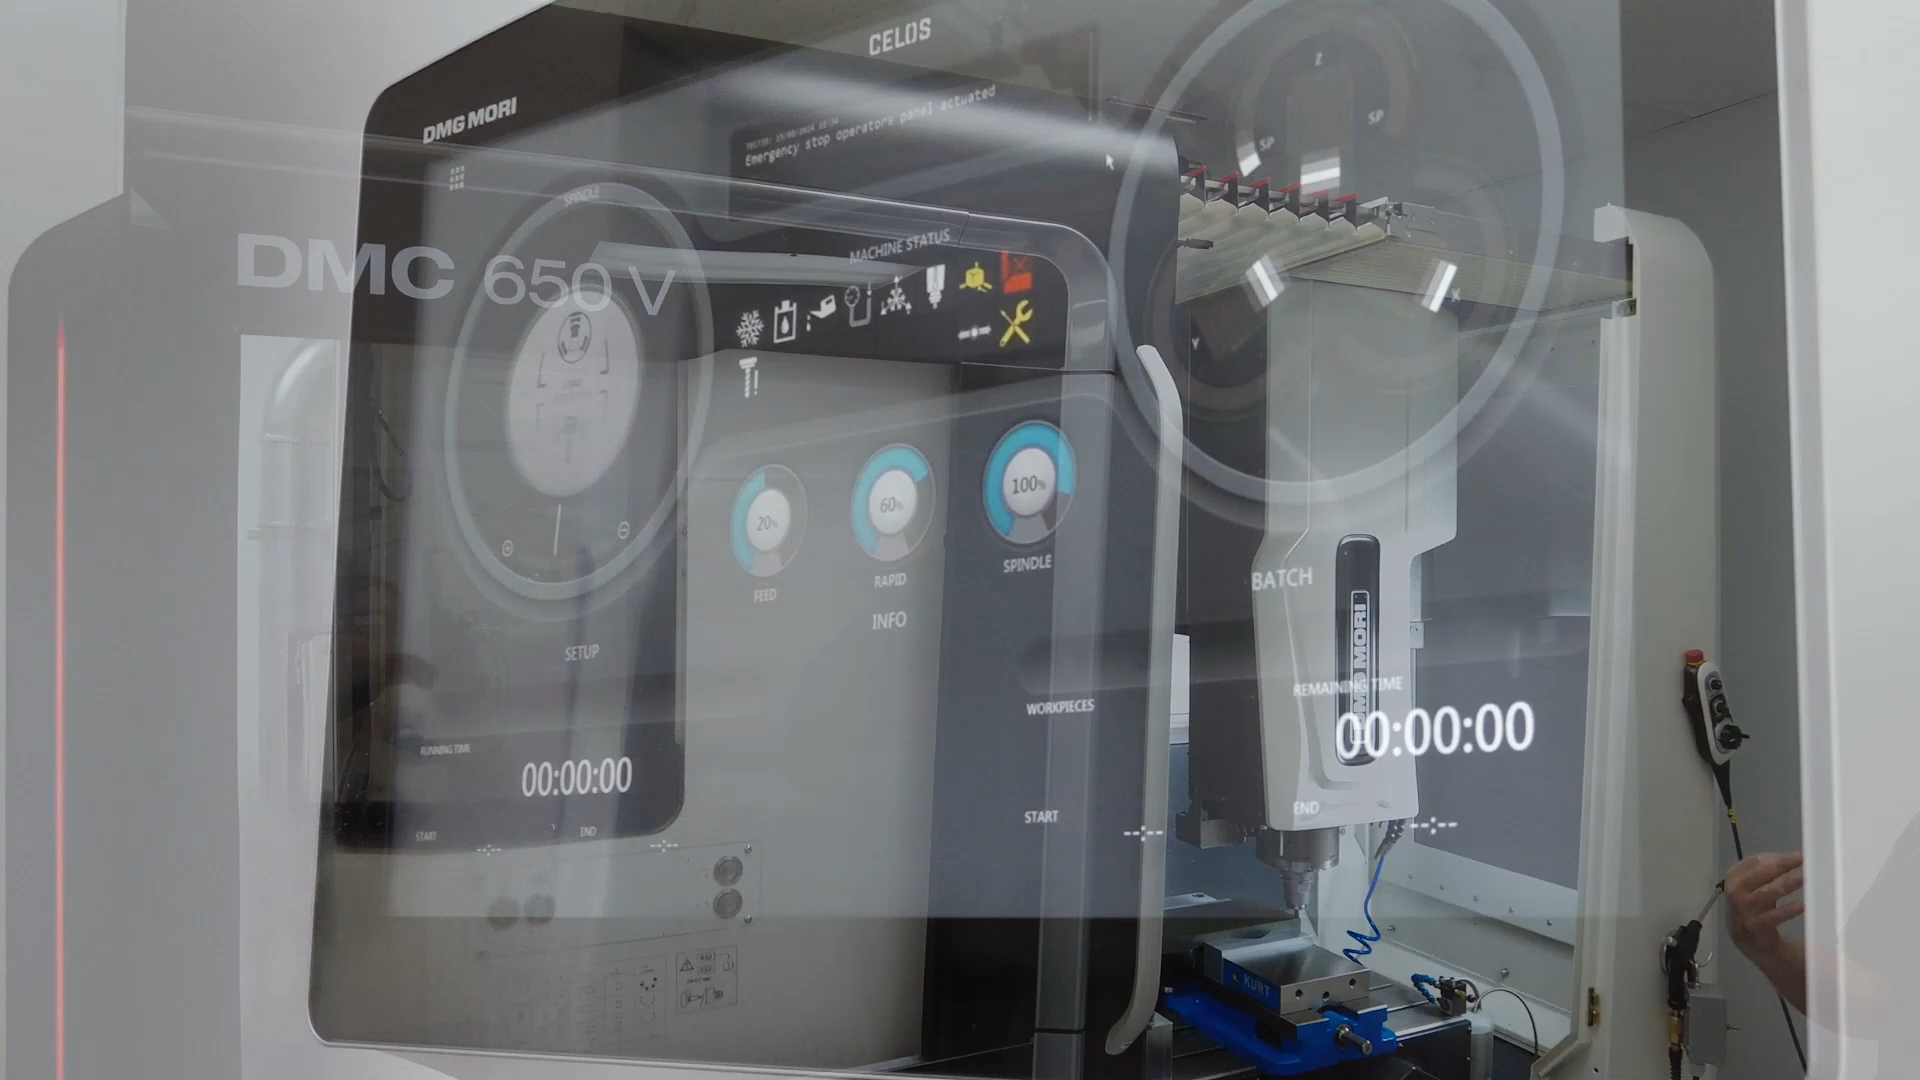 CELOS
DMG MORI
Emergency stop operators panel actuated
Z
SP
SP
SPINDLE
MACHINE STATUS
DMC 650 V
X
Y
20%
60%
100%
FEED
RAPID
SPINDLE
INFO
BATCH
SETUP
DMG MORI
REMAINING TIME
00:00:00
WORKPIECES
RUNNING TIME
00:00:00
START
END
START
END
KURT